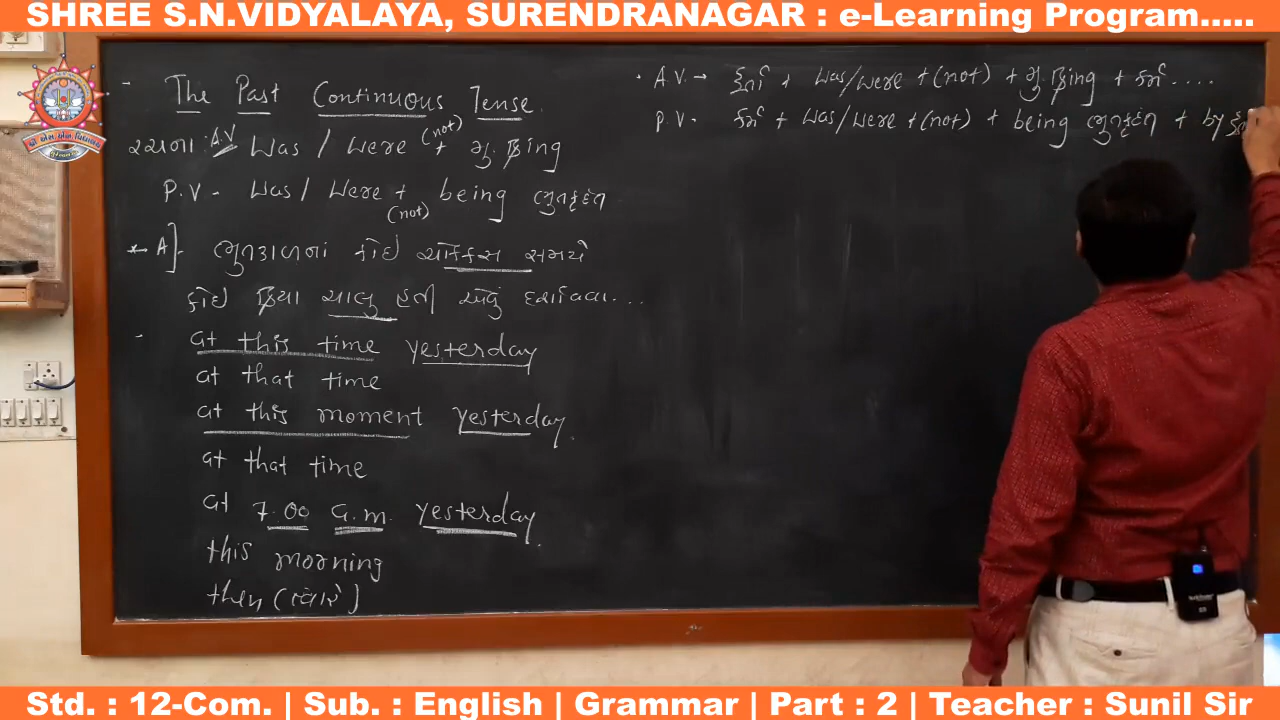 SHREE S.N.VIDYALAYA, SURENDRANAGAR : e-Learning Program.....
The Past Continuous Tense.
રચના : A.V. Was / Were + (not) મુ. ક્રિing
P.V - Was / Were + (not) being ભુતકૃદંત
* A] - ભુતકાળનાં કોઈ ચોક્કસ સમયે
કોઈ ક્રિયા ચાલુ હતી એવું દર્શાવવા...
- at this time yesterday
at that time
at this moment yesterday.
at that time
at 7.00 a.m. yesterday.
this morning
then (ત્યારે)
A.V. → કર્તા + Was/were + (not) + મુ. ક્રિing + કર્મ ....
P.V - કર્મ + Was/were + (not) + being ભુતકૃદંત + by
Std. : 12-Com. | Sub. : English | Grammar | Part : 2 | Teacher : Sunil Sir